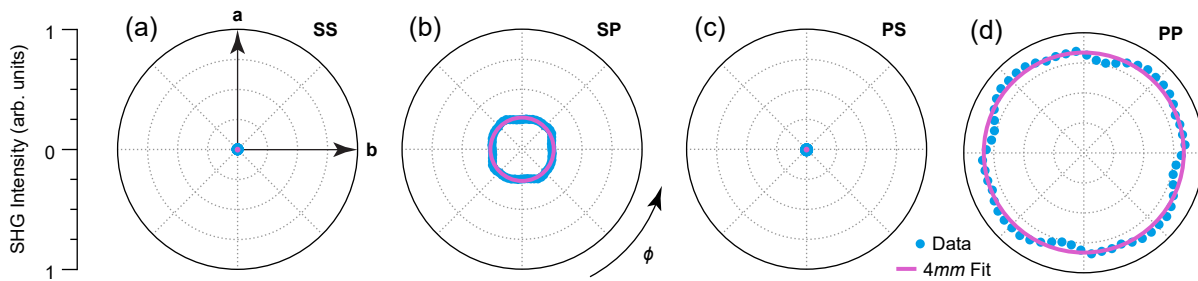 SHG Intensity (arb. units)
1
0
1
(a)
SS
a
b
(b)
SP
ϕ
(c)
PS
(d)
PP
Data
4mm Fit